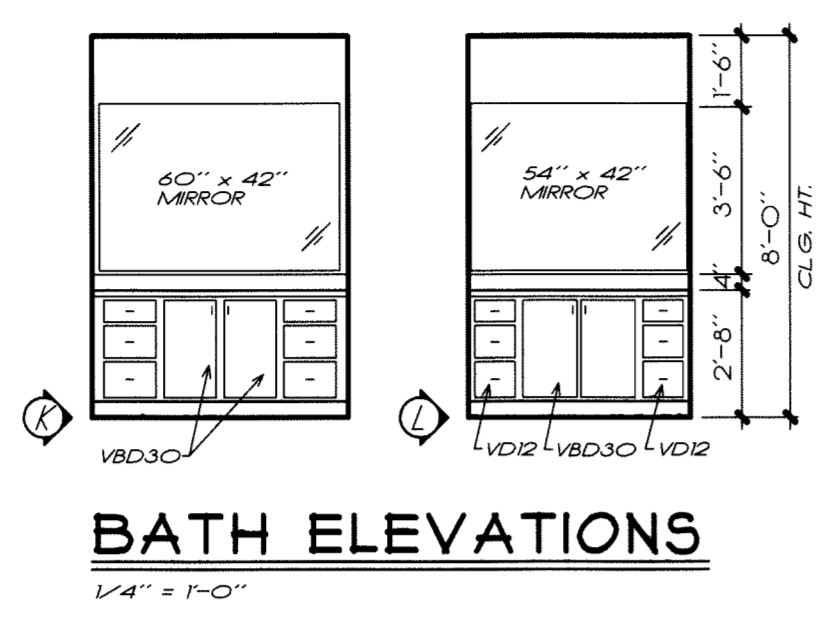 60" x 42"
MIRROR
54" x 42"
MIRROR
1'-6"
3'-6"
4"
2'-8"
8'-0"
CLG. HT.
K
L
VBD30
VD12
VBD30
VD12
BATH ELEVATIONS
1/4" = 1'-0"